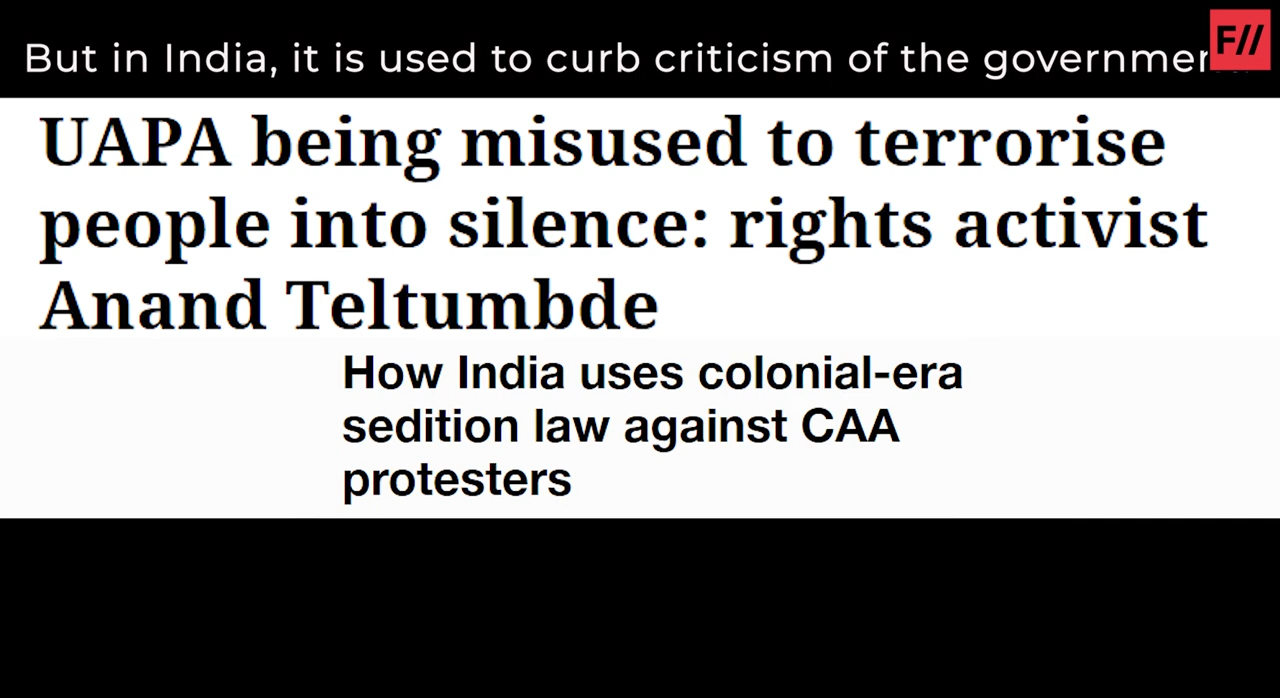 But in India, it is used to curb criticism of the
F//
UAPA being misused to terrorise
people into silence: rights activist
Anand Teltumbde
How India uses colonial-era
sedition law against CAA
protesters